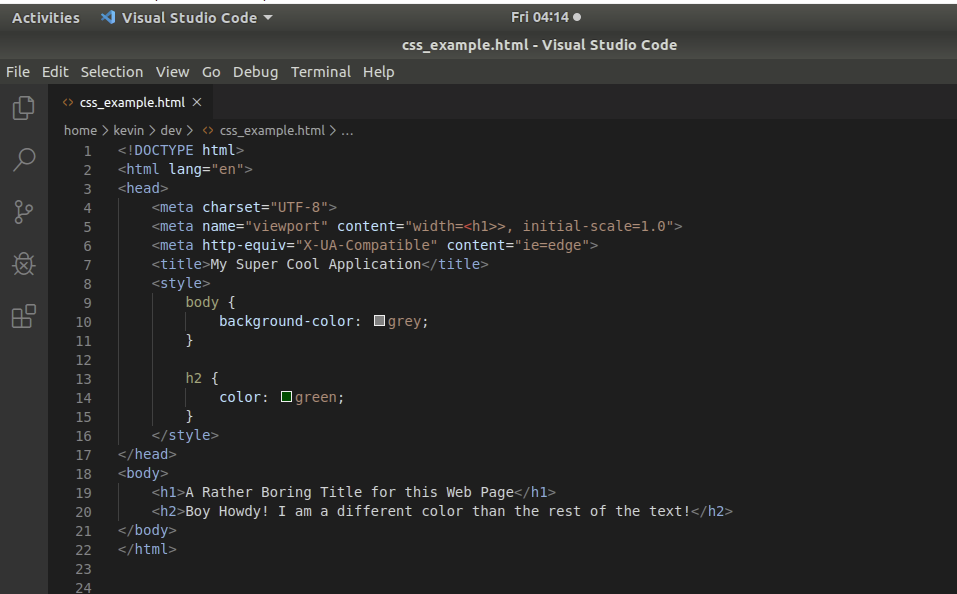 Activities Visual Studio Code Fri 04:14
css_example.html - Visual Studio Code
File Edit Selection View Go Debug Terminal Help
<> css_example.html ×
home > kevin > dev > <> css_example.html > ...
1 <!DOCTYPE html>
2 <html lang="en">
3 <head>
4 <meta charset="UTF-8">
5 <meta name="viewport" content="width=<h1>>, initial-scale=1.0">
6 <meta http-equiv="X-UA-Compatible" content="ie=edge">
7 <title>My Super Cool Application</title>
8 <style>
9 body {
10 background-color: grey;
11 }
12
13 h2 {
14 color: green;
15 }
16 </style>
17 </head>
18 <body>
19 <h1>A Rather Boring Title for this Web Page</h1>
20 <h2>Boy Howdy! I am a different color than the rest of the text!</h2>
21 </body>
22 </html>
23
24